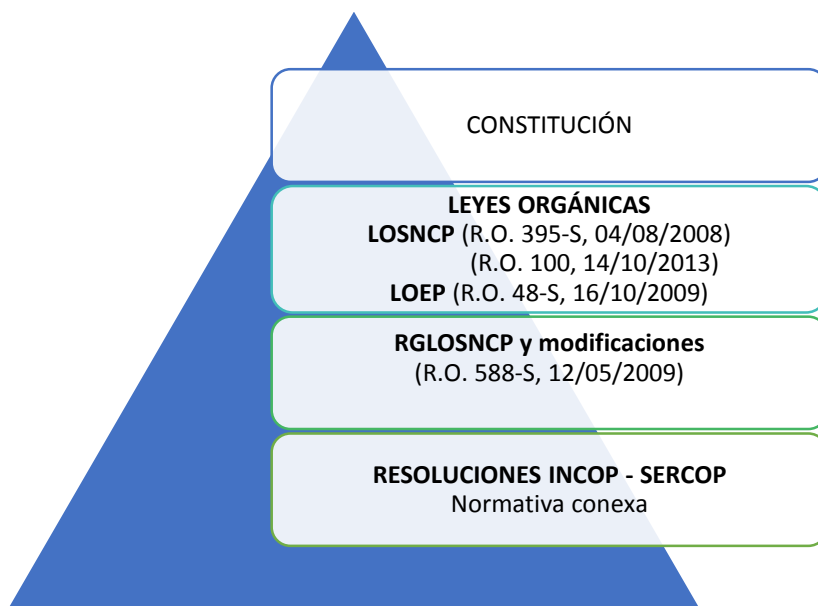 CONSTITUCIÓN
LEYES ORGÁNICAS
LOSNCP (R.O. 395-S, 04/08/2008)
(R.O. 100, 14/10/2013)
LOEP (R.O. 48-S, 16/10/2009)
RGLOSNCP y modificaciones
(R.O. 588-S, 12/05/2009)
RESOLUCIONES INCOP - SERCOP
Normativa conexa